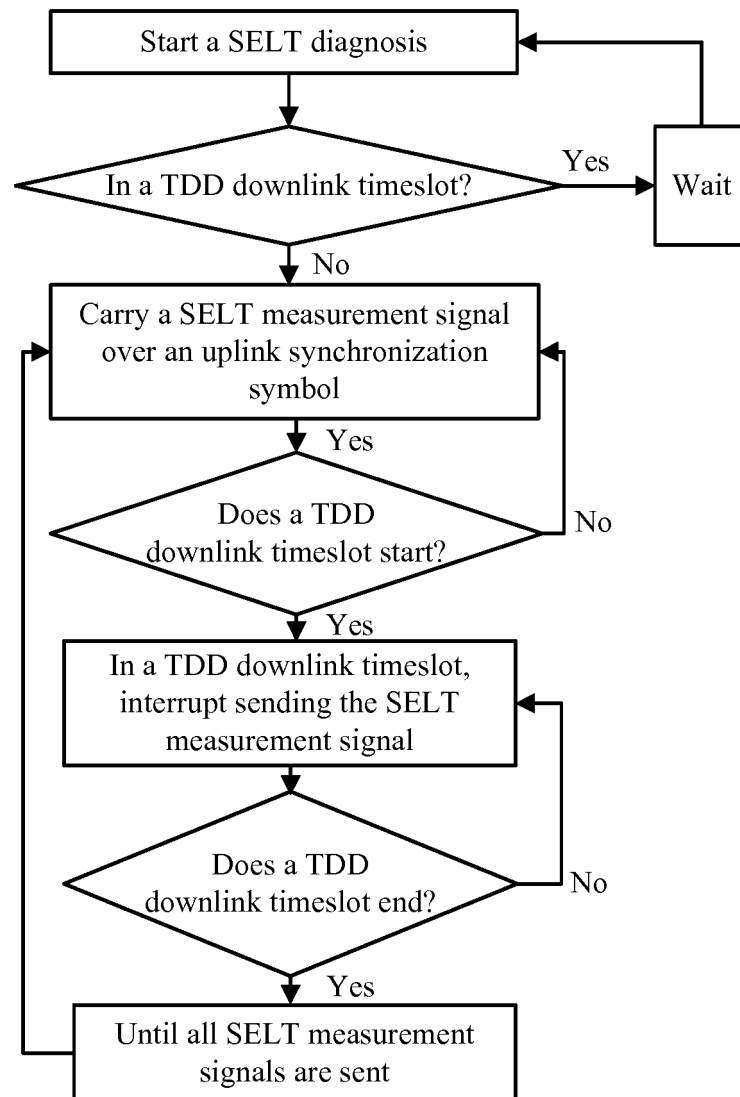 Start a SELT diagnosis
In a TDD downlink timeslot?
Yes
Wait
No
Carry a SELT measurement signal
over an uplink synchronization
symbol
Yes
Does a TDD
downlink timeslot start?
No
Yes
In a TDD downlink timeslot,
interrupt sending the SELT
measurement signal
Does a TDD
downlink timeslot end?
No
Yes
Until all SELT measurement
signals are sent